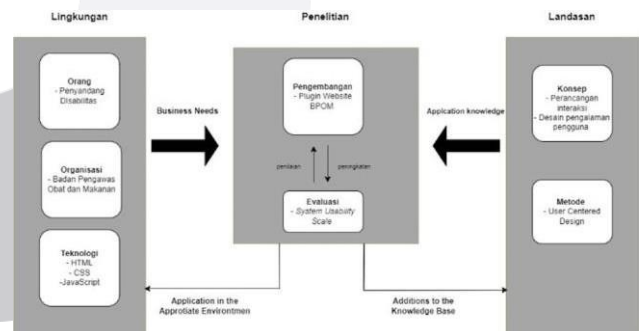 Lingkungan
Orang
- Penyandang
Disabilitas
Organisasi
- Badan Pengawas
Obat dan Makanan
Teknologi
- HTML
- CSS
-JavaScript
Business Needs
Penelitian
Pengembangan
- Plugin Website
BPOM
penilaian
peningkatan
Evaluasi
- System Usability
Scale
Application knowledge
Landasan
Konsep
- Perancangan
interaksi
- Desain pengalaman
pengguna
Metode
- User Centered
Design
Application in the
Approtiate Environmen
Additions to the
Knowledge Base